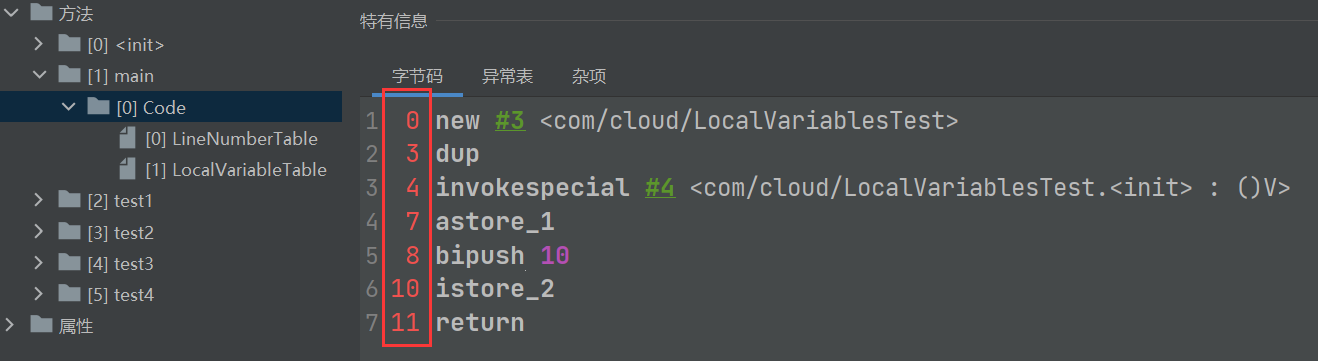 方法
[0] <init>
[1] main
[0] Code
[0] LineNumberTable
[1] LocalVariableTable
[2] test1
[3] test2
[4] test3
[5] test4
属性
特有信息
字节码 异常表 杂项
1 0 new #3 <com/cloud/LocalVariablesTest>
2 3 dup
3 4 invokespecial #4 <com/cloud/LocalVariablesTest.<init> : ()V>
4 7 astore_1
5 8 bipush 10
6 10 istore_2
7 11 return